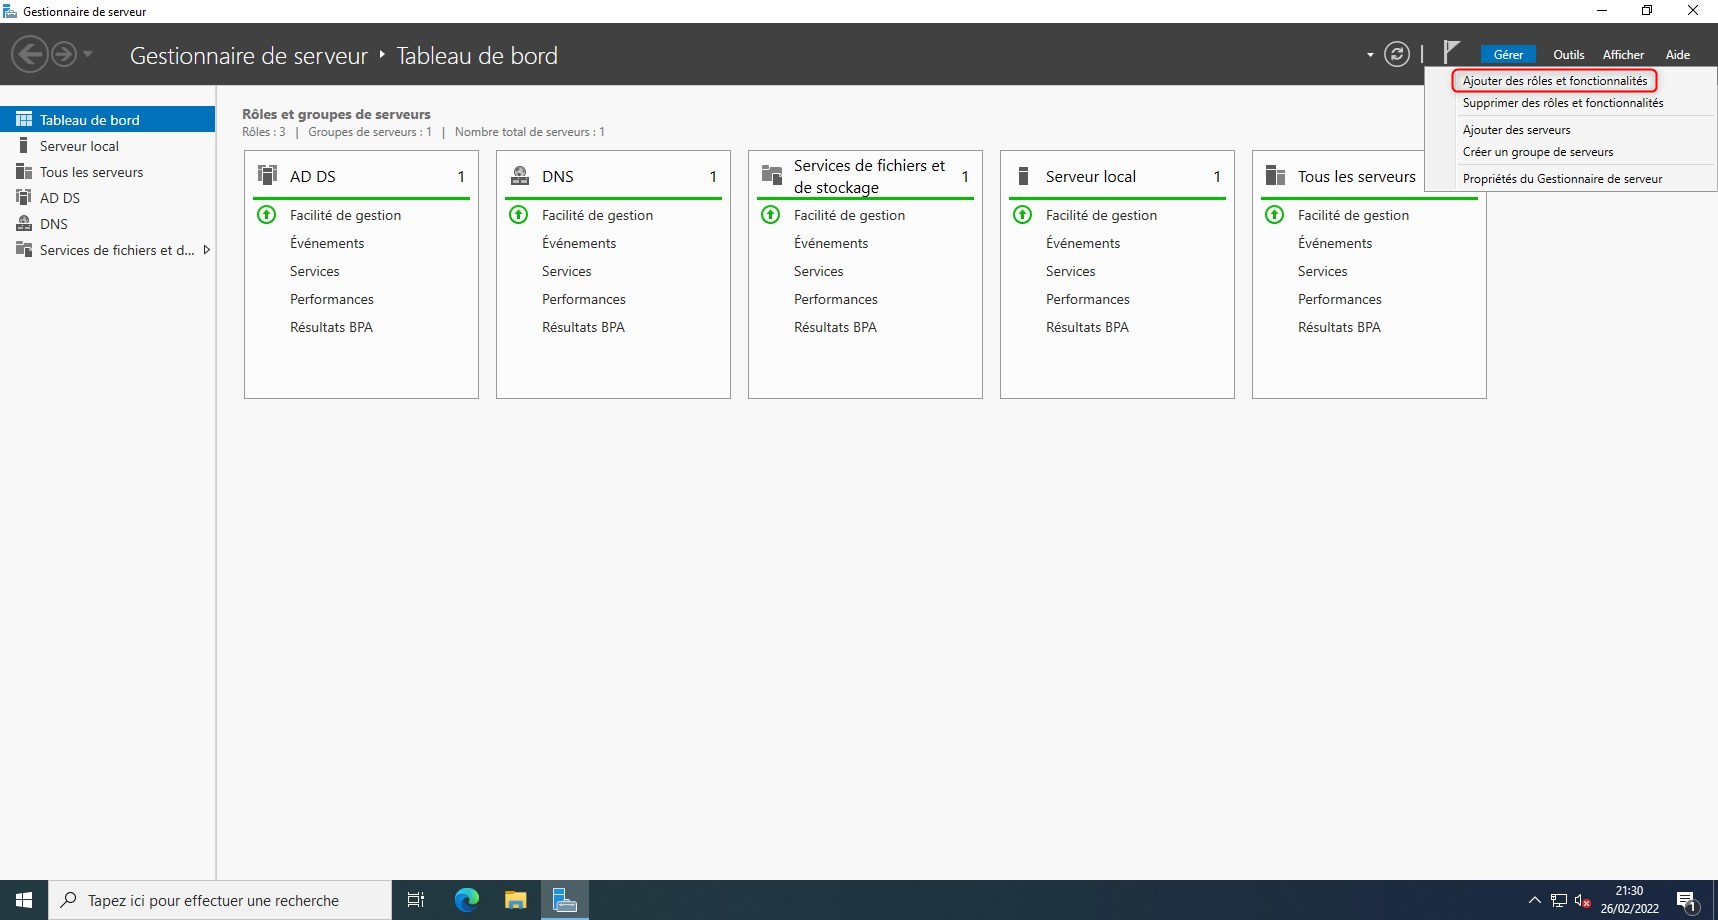 Gestionnaire de serveur
Gestionnaire de serveur ‣ Tableau de bord
Gérer Outils Afficher Aide
Ajouter des rôles et fonctionnalités
Supprimer des rôles et fonctionnalités
Ajouter des serveurs
Créer un groupe de serveurs
Propriétés du Gestionnaire de serveur
Tableau de bord
Serveur local
Tous les serveurs
AD DS
DNS
Services de fichiers et d...
Rôles et groupes de serveurs
Rôles : 3 | Groupes de serveurs : 1 | Nombre total de serveurs : 1
AD DS 1
Facilité de gestion
Événements
Services
Performances
Résultats BPA
DNS 1
Facilité de gestion
Événements
Services
Performances
Résultats BPA
Services de fichiers et
de stockage 1
Facilité de gestion
Événements
Services
Performances
Résultats BPA
Serveur local 1
Facilité de gestion
Événements
Services
Performances
Résultats BPA
Tous les serveurs
Facilité de gestion
Événements
Services
Performances
Résultats BPA
Tapez ici pour effectuer une recherche
21:30
26/02/2022
1